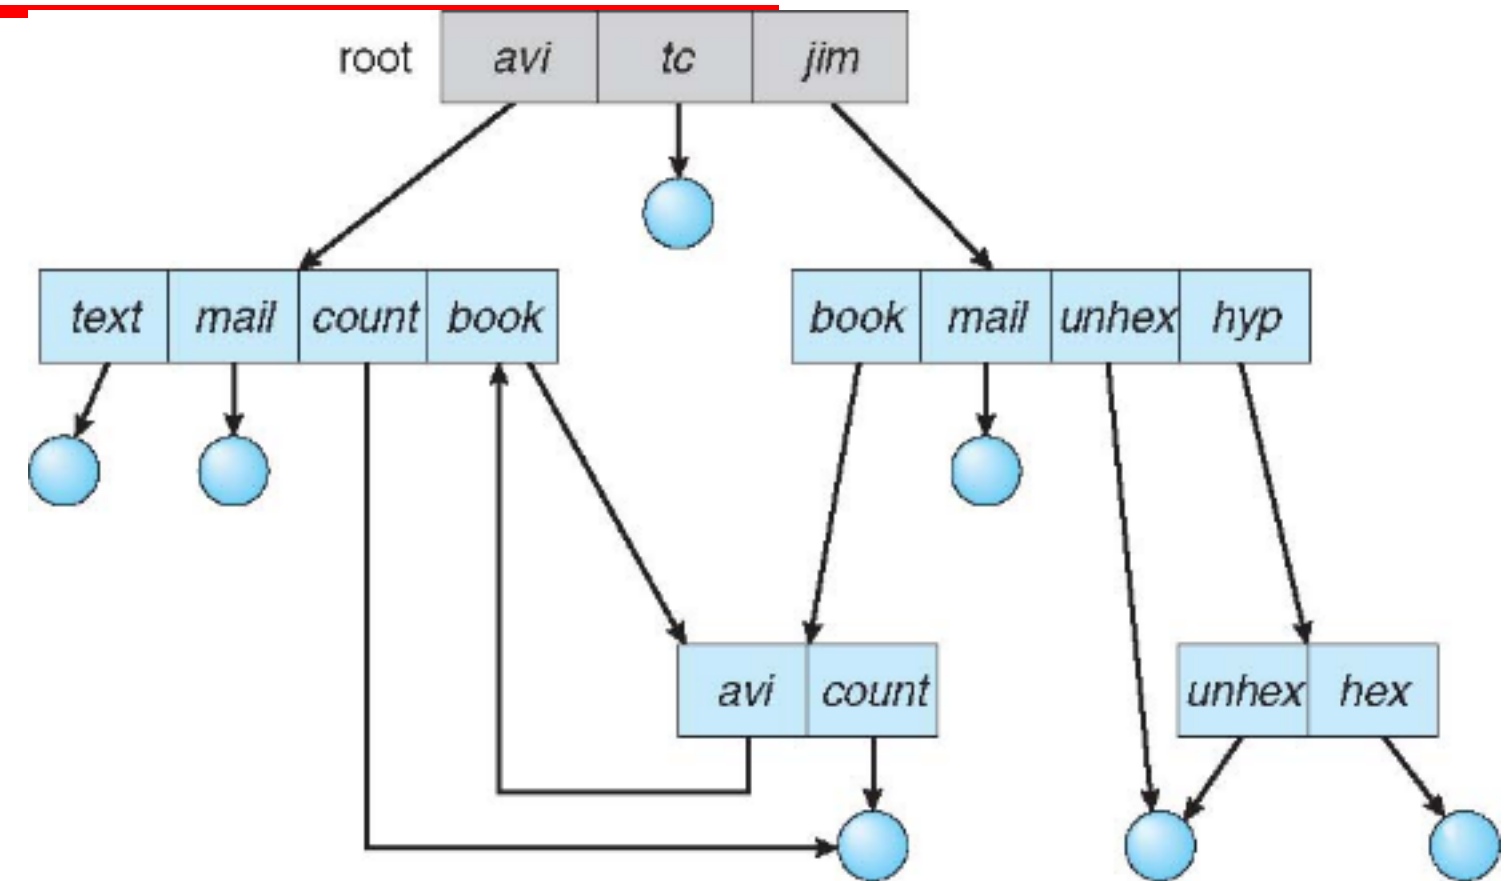 root avi tc jim
text mail count book
book mail unhex hyp
avi count
unhex hex